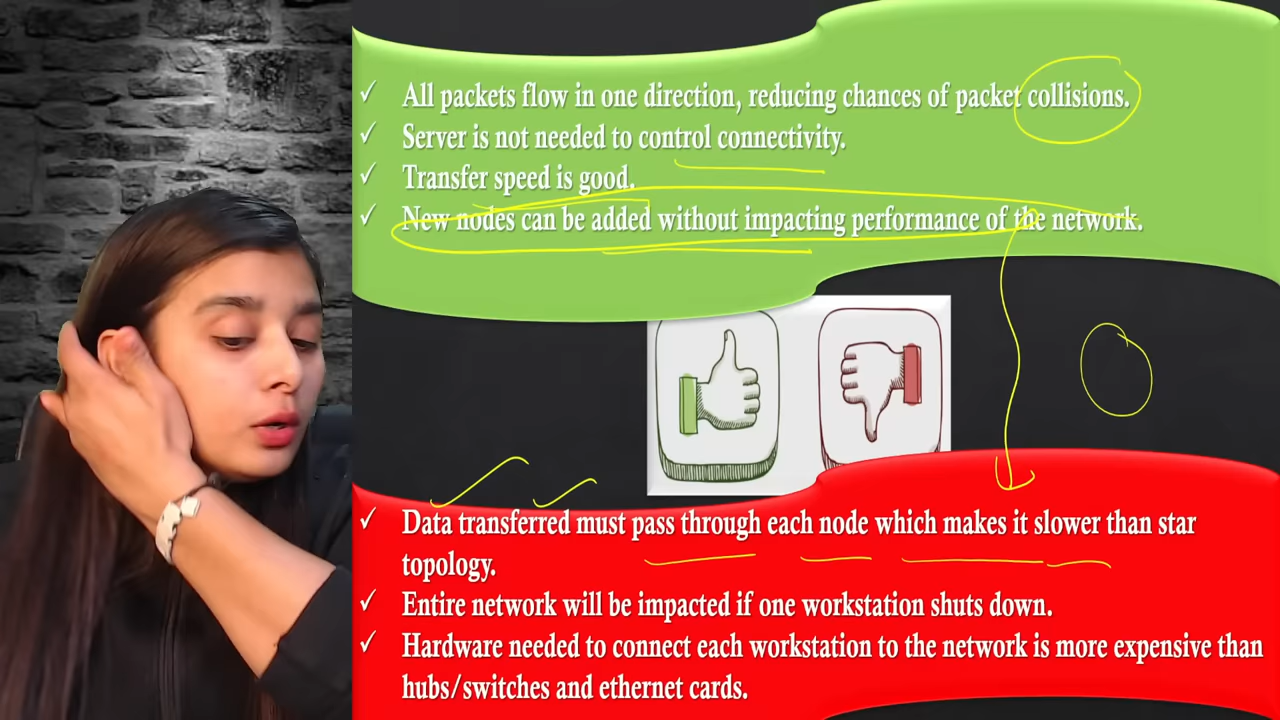 ✓ All packets flow in one direction, reducing chances of packet collisions.
✓ Server is not needed to control connectivity.
✓ Transfer speed is good.
✓ New nodes can be added without impacting performance of the network.
✓ Data transferred must pass through each node which makes it slower than star
topology.
✓ Entire network will be impacted if one workstation shuts down.
✓ Hardware needed to connect each workstation to the network is more expensive than
hubs/switches and ethernet cards.